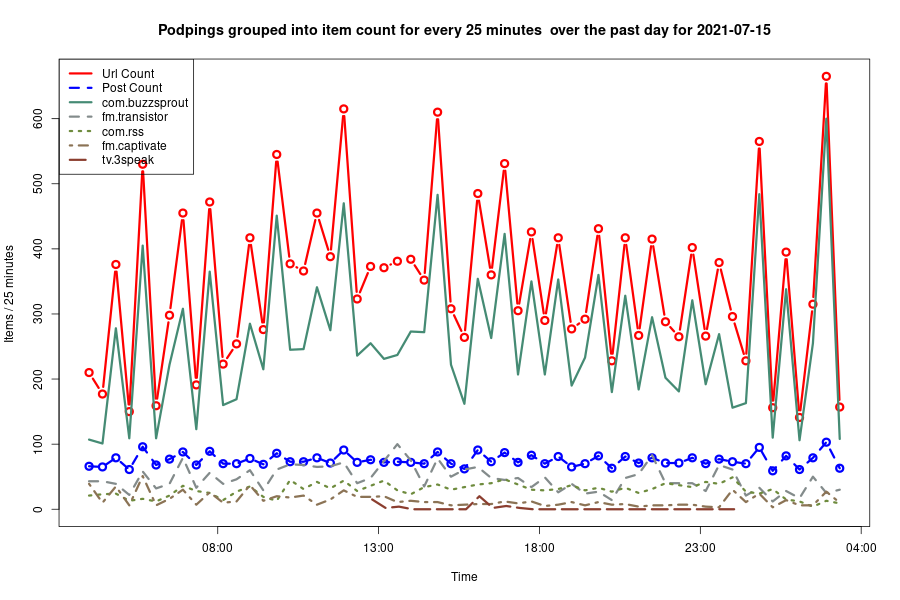 Podpings grouped into item count for every 25 minutes  over the past day for 2021-07-15
Url Count
Post Count
com.buzzsprout
fm.transistor
com.rss
fm.captivate
tv.3speak
Items / 25 minutes
600
500
400
300
200
100
0
08:00
13:00
18:00
23:00
04:00
Time